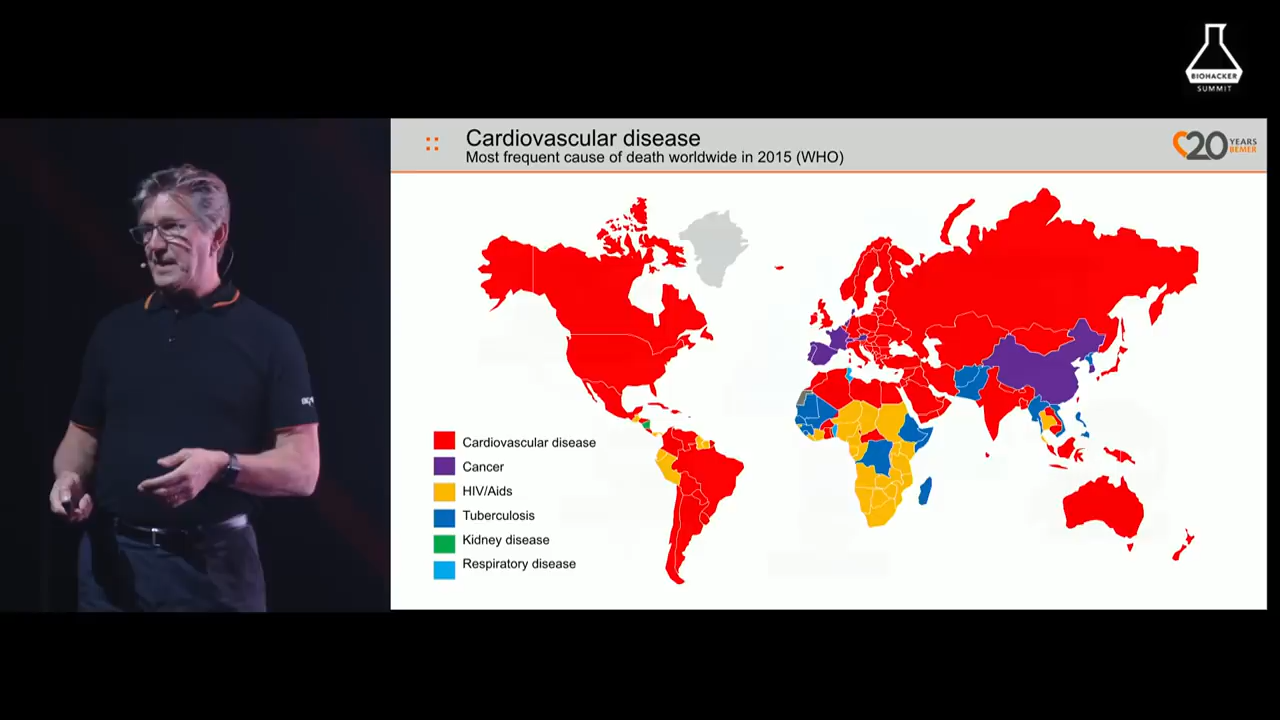 BIOHACKER
SUMMIT
Cardiovascular disease
Most frequent cause of death worldwide in 2015 (WHO)
20 YEARS
BEMER
Cardiovascular disease
Cancer
HIV/Aids
Tuberculosis
Kidney disease
Respiratory disease